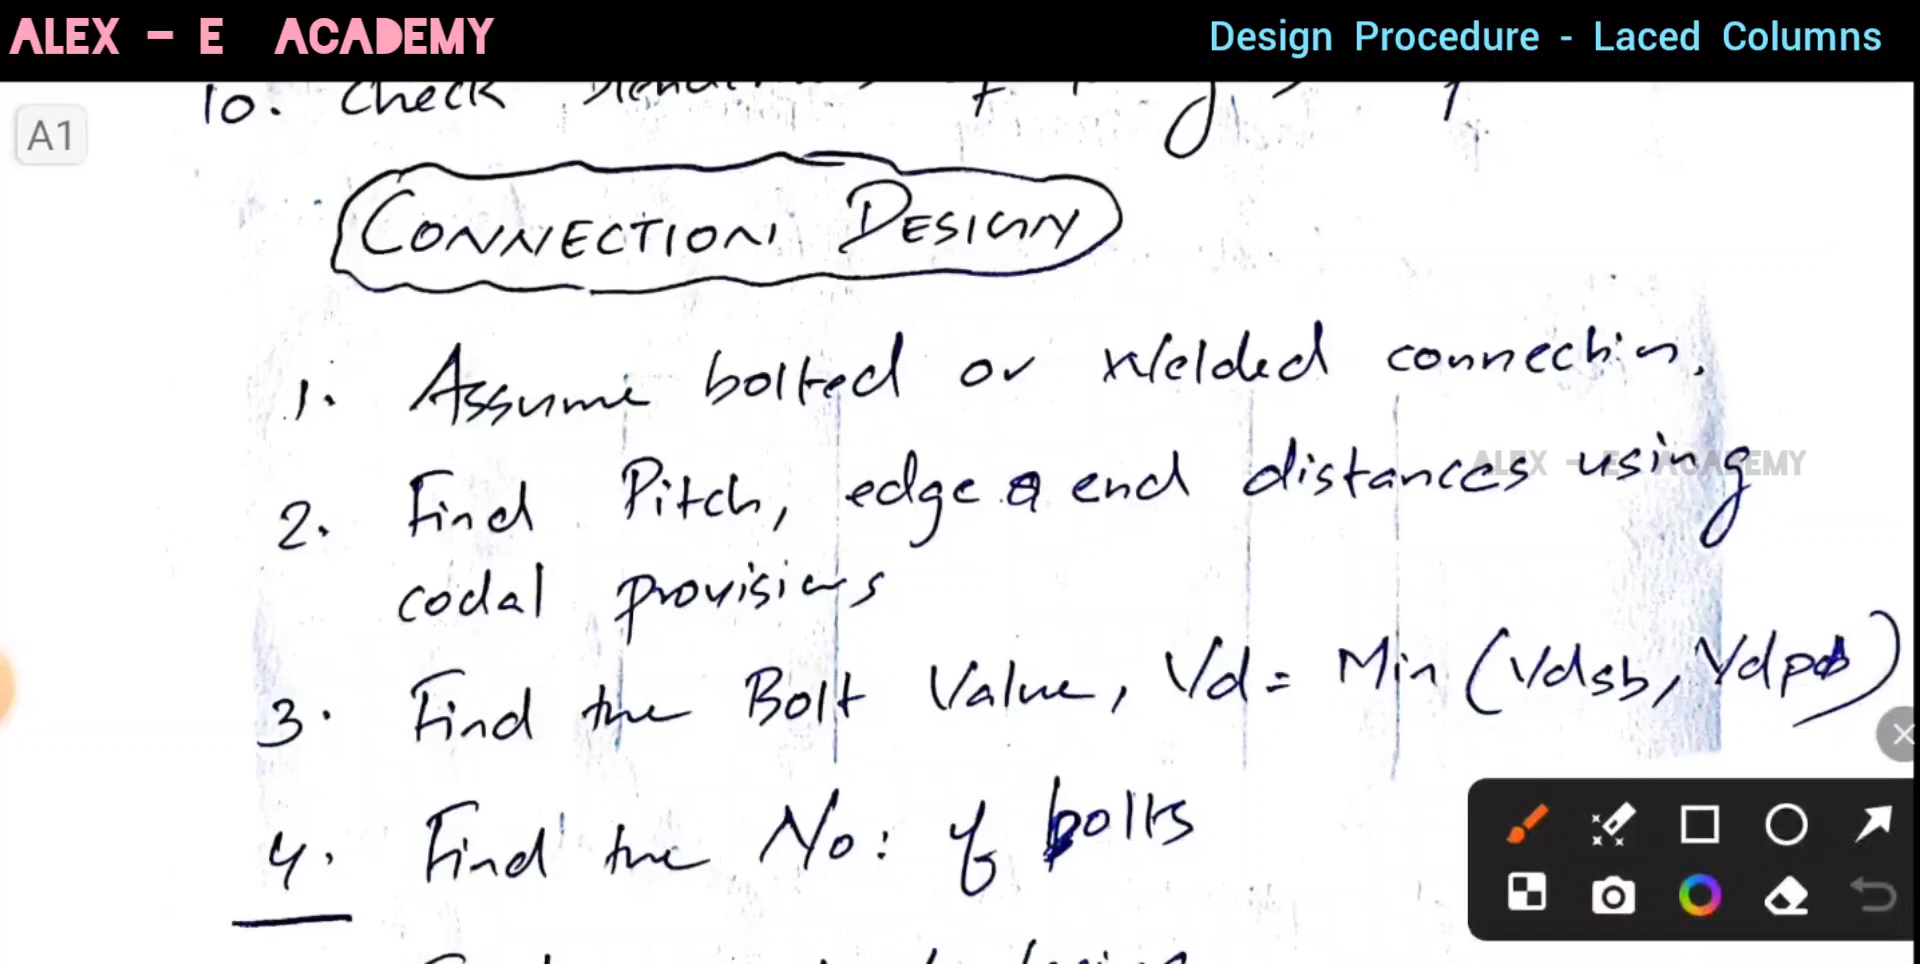 ALEX - E ACADEMY
Design Procedure - Laced Columns
10. Check
A1
CONNECTION DESIGN
1. Assume bolted or welded connection.
ALEX - E ACADEMY
2. Find Pitch, edge & end distances using
codal provisions
3. Find the Bolt Value, Vd = Min (Vdsb, Vdpb)
4. Find the No: of bolts